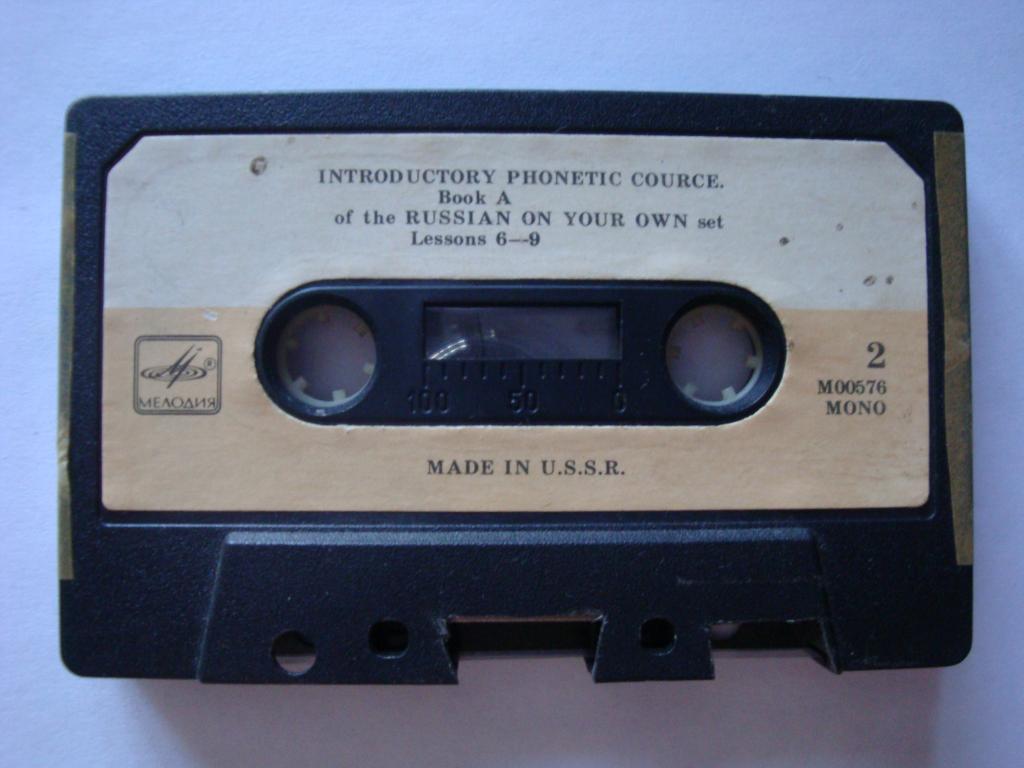 INTRODUCTORY PHONETIC COURCE.
Book A
of the RUSSIAN ON YOUR OWN set
Lessons 6—9
МЕЛОДИЯ
®
100 50 0
2
M00576
MONO
MADE IN U.S.S.R.